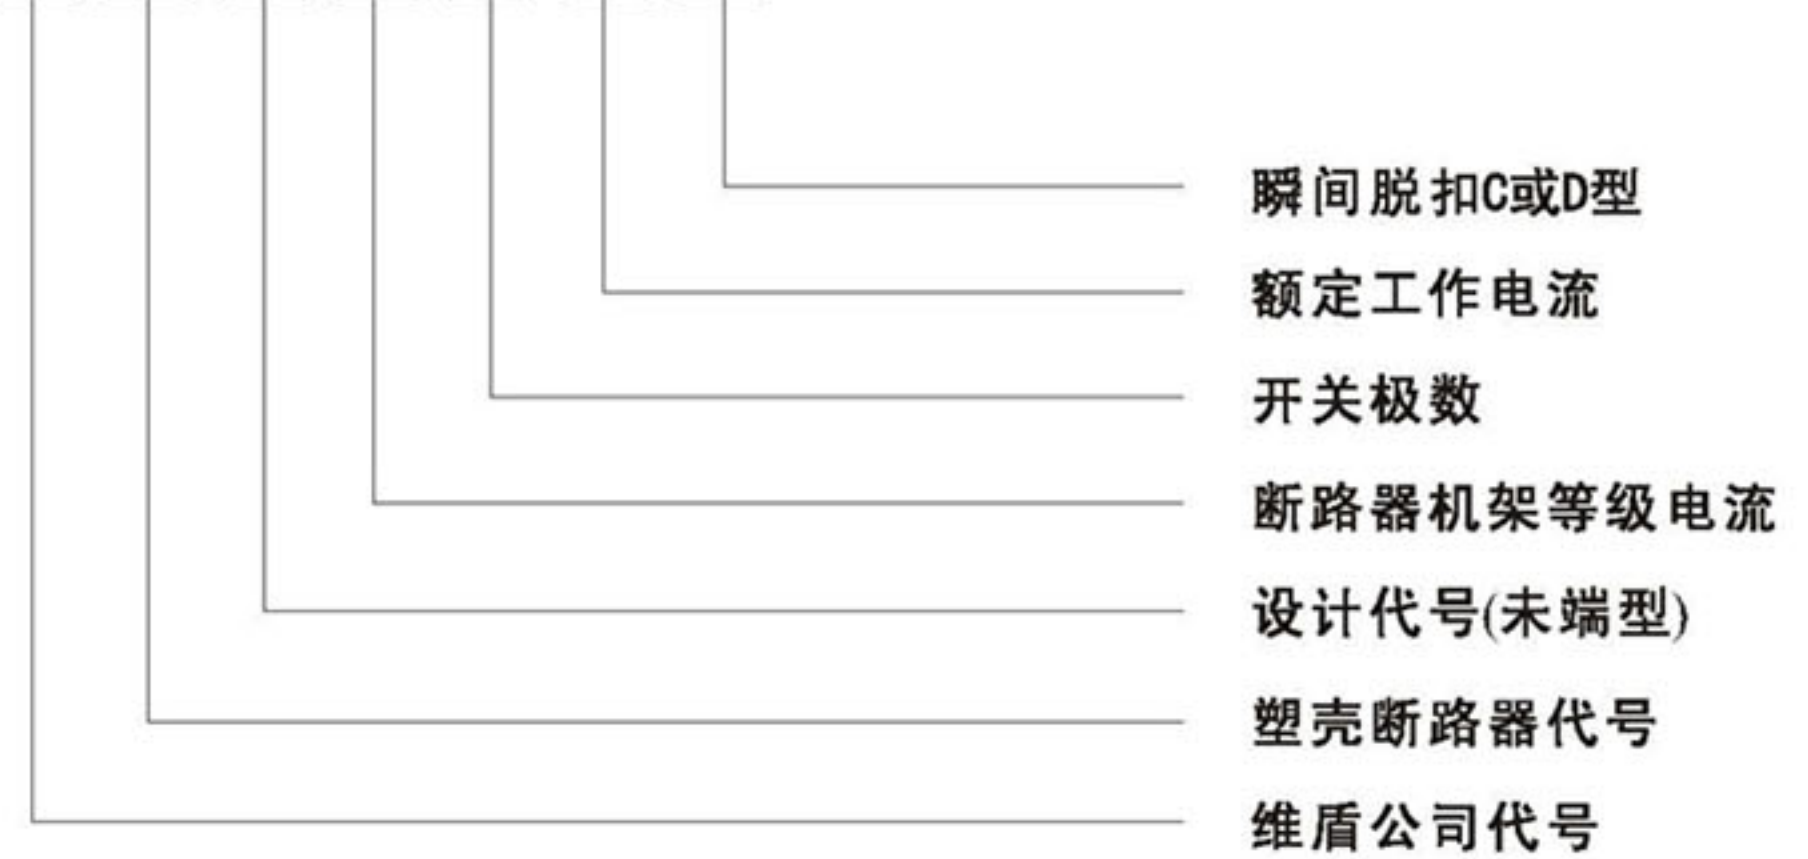 瞬间脱扣C或D型
额定工作电流
开关极数
断路器机架等级电流
设计代号(未端型)
塑壳断路器代号
维盾公司代号